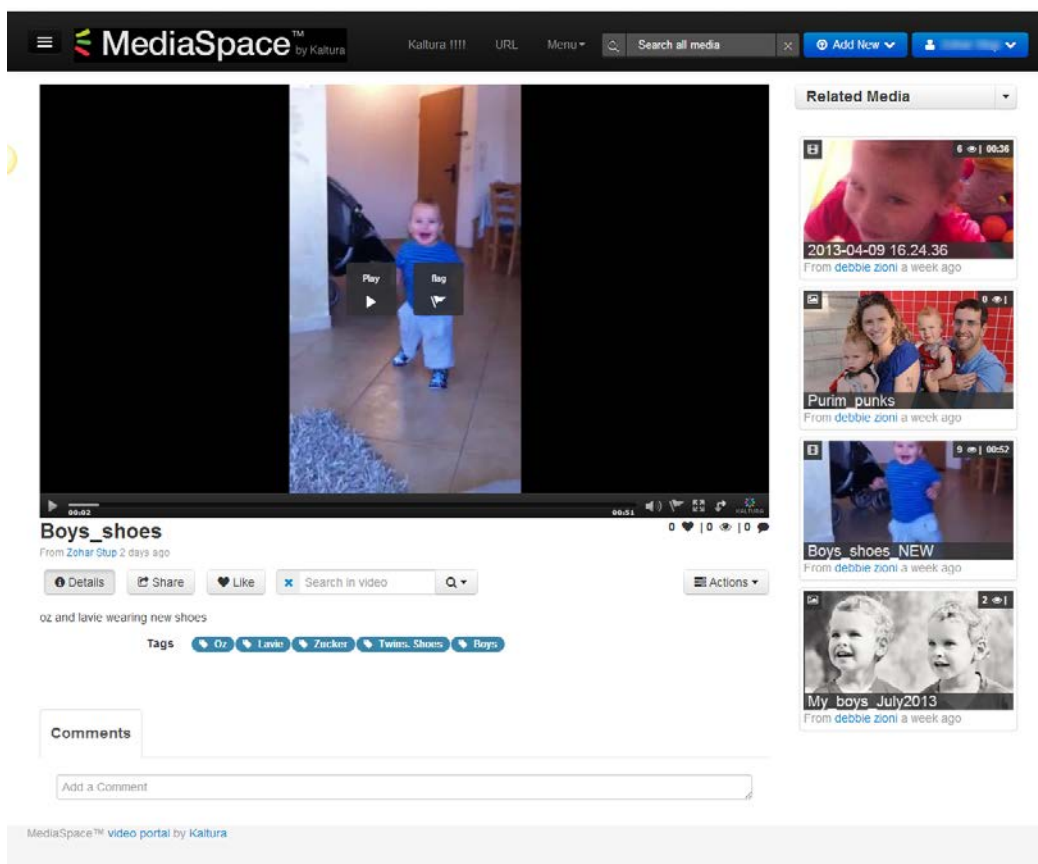 MediaSpace™ by Kaltura
Kaltura !!!! URL Menu Search all media × Add New
Related Media
6 | 00:36
2013-04-09 16.24.36
From debbie zioni a week ago
0 |
Purim_punks
From debbie zioni a week ago
9 | 00:52
Boys_shoes_NEW
From debbie zioni a week ago
2 |
My_boys_July2013
From debbie zioni a week ago
Play flag
00:02 00:51 KALTURA
Boys_shoes 0 | 0 | 0
From Zohar Stup 2 days ago
Details Share Like × Search in video Actions
oz and lavie wearing new shoes
Tags Oz Lavie Zucker Twins. Shoes Boys
Comments
Add a Comment
MediaSpace™ video portal by Kaltura